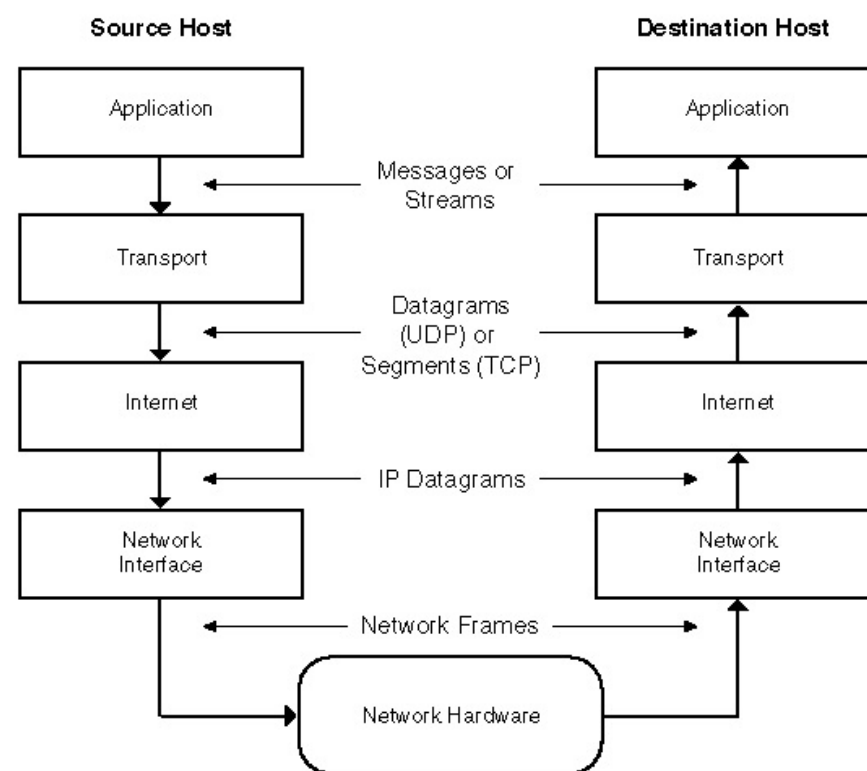 Source Host
Destination Host
Application
Application
Messages or
Streams
Transport
Transport
Datagrams
(UDP) or
Segments (TCP)
Internet
Internet
IP Datagrams
Network
Interface
Network
Interface
Network Frames
Network Hardware